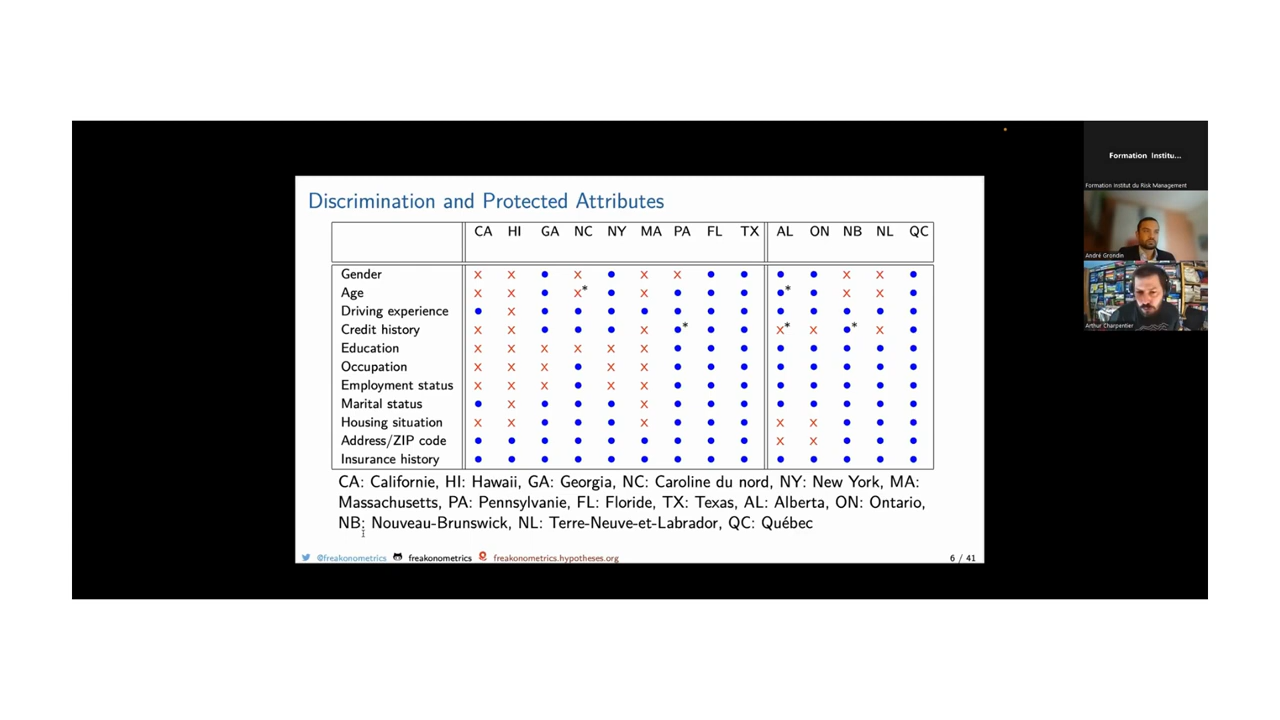 Formation Institu...
Formation Institut du Risk Management
André Grondin
Arthur Charpentier
Discrimination and Protected Attributes
CA HI GA NC NY MA PA FL TX AL ON NB NL QC
Gender x x • x • x x • • • • x x •
Age x x • x* • x • • • •* • x x •
Driving experience • x • • • • • • • • • • • •
Credit history x x • • • x •* • • x* x •* x •
Education x x x x x x • • • • • • • •
Occupation x x x • x x • • • • • • • •
Employment status x x x • x x • • • • • • • •
Marital status • x • • • x • • • • • • • •
Housing situation x x • • • x • • • x x • • •
Address/ZIP code • • • • • • • • • x x • • •
Insurance history • • • • • • • • • • • • • •
CA: Californie, HI: Hawaii, GA: Georgia, NC: Caroline du nord, NY: New York, MA:
Massachusetts, PA: Pennsylvanie, FL: Floride, TX: Texas, AL: Alberta, ON: Ontario,
NB: Nouveau-Brunswick, NL: Terre-Neuve-et-Labrador, QC: Québec
@freakonometrics freakonometrics freakonometrics.hypotheses.org 6 / 41